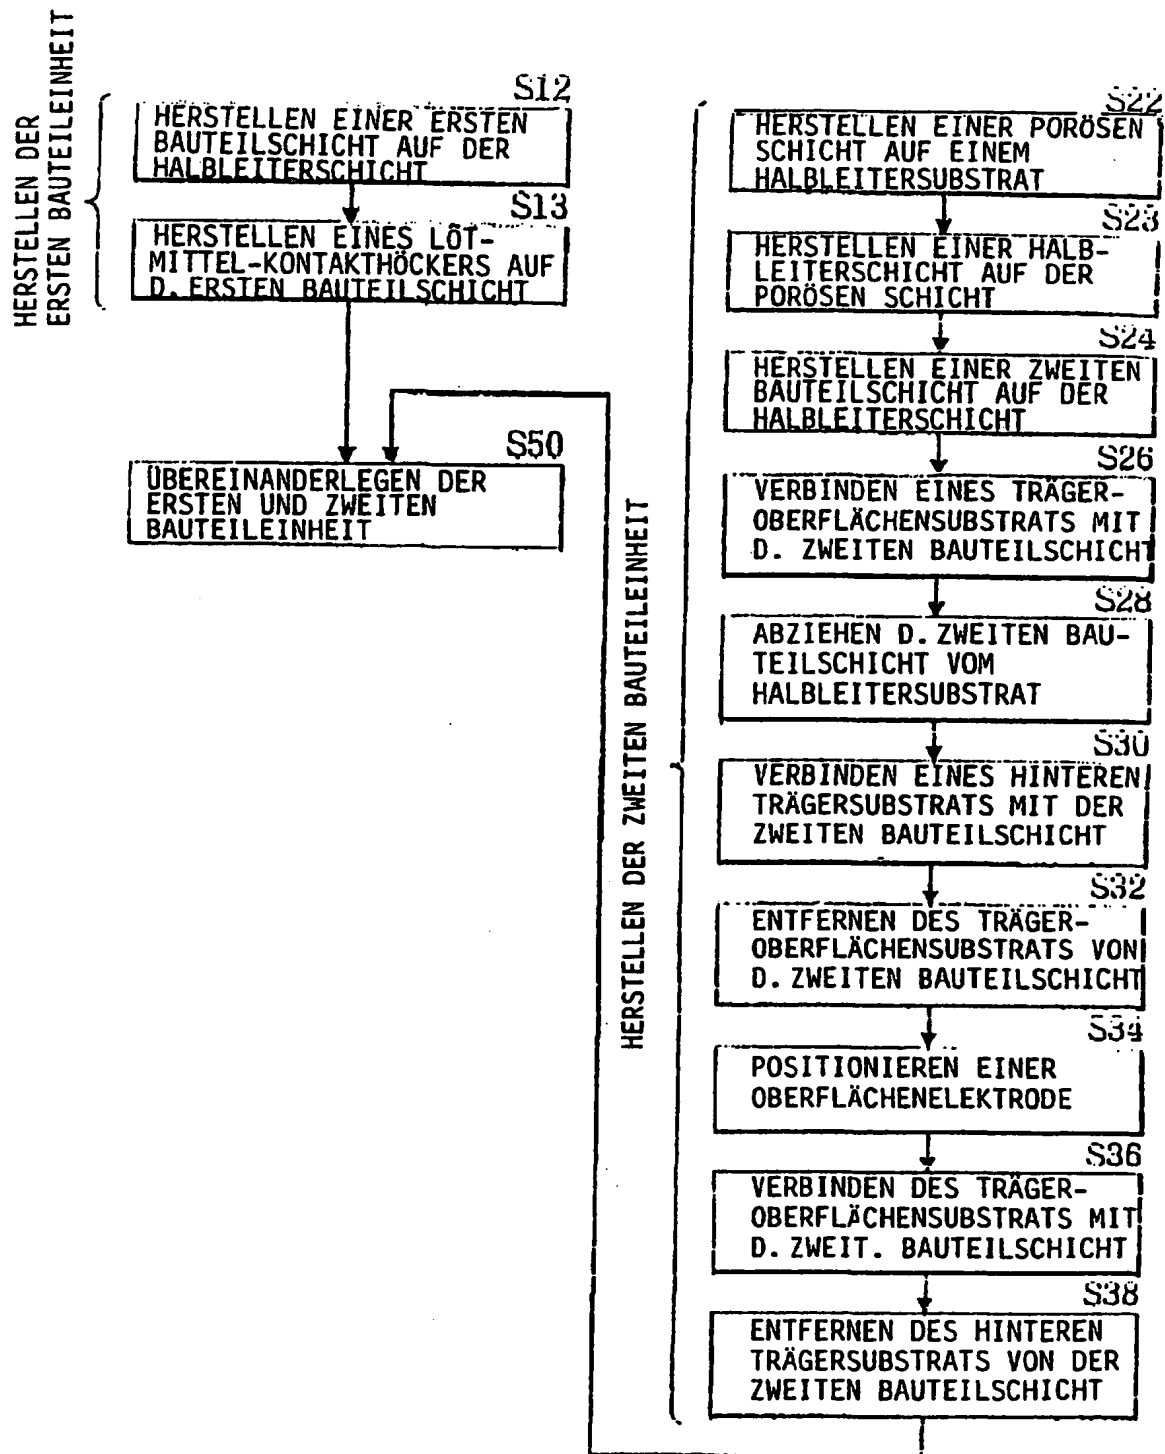 HERSTELLEN DER
ERSTEN BAUTEILEINHEIT
S12
HERSTELLEN EINER ERSTEN
BAUTEILSCHICHT AUF DER
HALBLEITERSCHICHT
S13
HERSTELLEN EINES LÖT-
MITTEL-KONTAKTHÖCKERS AUF
D. ERSTEN BAUTEILSCHICHT
S50
ÜBEREINANDERLEGEN DER
ERSTEN UND ZWEITEN
BAUTEILEINHEIT
HERSTELLEN DER ZWEITEN BAUTEILEINHEIT
S22
HERSTELLEN EINER PORÖSEN
SCHICHT AUF EINEM
HALBLEITERSUBSTRAT
S23
HERSTELLEN EINER HALB-
LEITERSCHICHT AUF DER
PORÖSEN SCHICHT
S24
HERSTELLEN EINER ZWEITEN
BAUTEILSCHICHT AUF DER
HALBLEITERSCHICHT
S26
VERBINDEN EINES TRÄGER-
OBERFLÄCHENSUBSTRATS MIT
D. ZWEITEN BAUTEILSCHICHT
S28
ABZIEHEN D. ZWEITEN BAU-
TEILSCHICHT VOM
HALBLEITERSUBSTRAT
S30
VERBINDEN EINES HINTEREN
TRÄGERSUBSTRATS MIT DER
ZWEITEN BAUTEILSCHICHT
S32
ENTFERNEN DES TRÄGER-
OBERFLÄCHENSUBSTRATS VON
D. ZWEITEN BAUTEILSCHICHT
S34
POSITIONIEREN EINER
OBERFLÄCHENELEKTRODE
S36
VERBINDEN DES TRÄGER-
OBERFLÄCHENSUBSTRATS MIT
D. ZWEIT. BAUTEILSCHICHT
S38
ENTFERNEN DES HINTEREN
TRÄGERSUBSTRATS VON DER
ZWEITEN BAUTEILSCHICHT